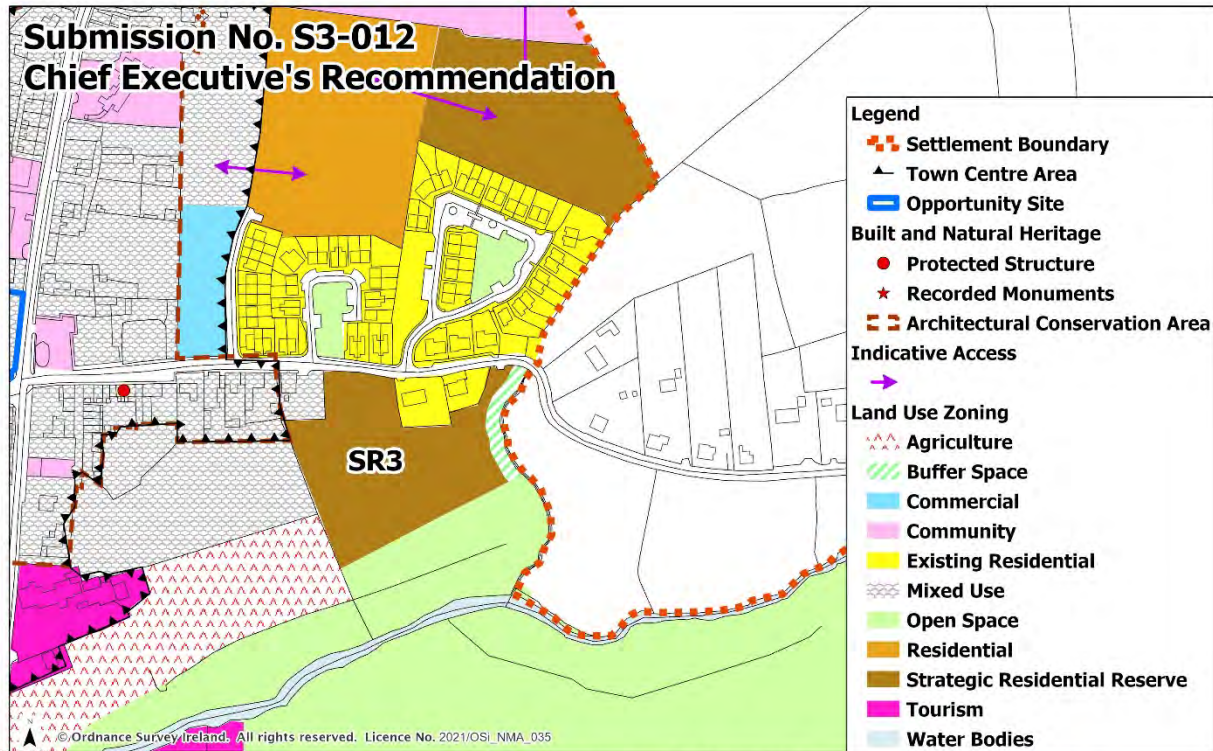 Submission No. S3-012
Chief Executive's Recommendation
SR3
Legend
Settlement Boundary
Town Centre Area
Opportunity Site
Built and Natural Heritage
Protected Structure
Recorded Monuments
Architectural Conservation Area
Indicative Access
Land Use Zoning
Agriculture
Buffer Space
Commercial
Community
Existing Residential
Mixed Use
Open Space
Residential
Strategic Residential Reserve
Tourism
Water Bodies
N
© Ordnance Survey Ireland. All rights reserved. Licence No. 2021/OSi_NMA_035